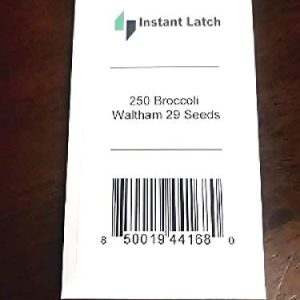 Instant Latch
250 Broccoli
Waltham 29 Seeds
8 50019 44168 0